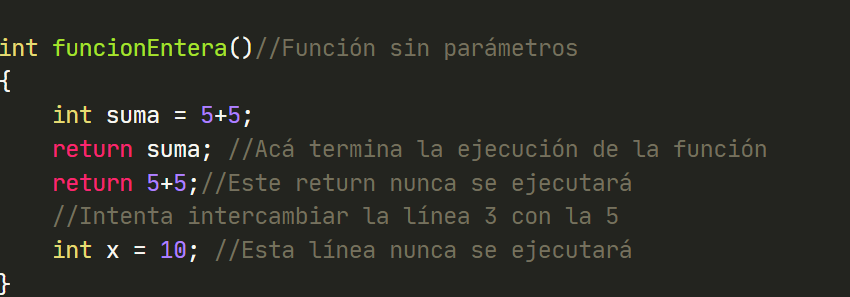 int funcionEntera()//Función sin parámetros
{
    int suma = 5+5;
    return suma; //Acá termina la ejecución de la función
    return 5+5;//Este return nunca se ejecutará
    //Intenta intercambiar la línea 3 con la 5
    int x = 10; //Esta línea nunca se ejecutará
}